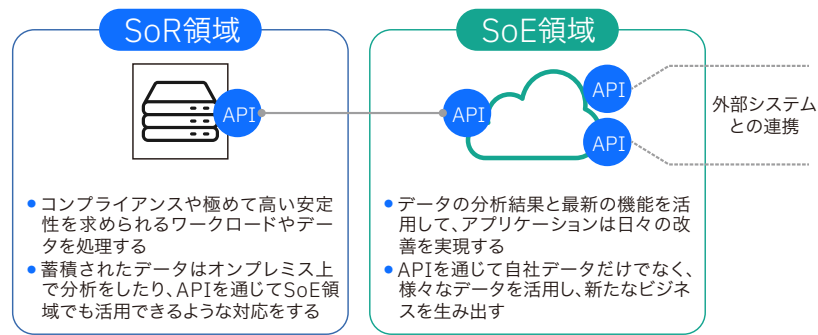 SoR領域
SoE領域
API
API
API
API
外部システム
との連携
● コンプライアンスや極めて高い安定
性を求められるワークロードやデー
タを処理する
● 蓄積されたデータはオンプレミス上
で分析をしたり、APIを通じてSoE領
域でも活用できるような対応をする
● データの分析結果と最新の機能を活
用して、アプリケーションは日々の改
善を実現する
● APIを通じて自社データだけでなく、
様々なデータを活用し、新たなビジネ
スを生み出す